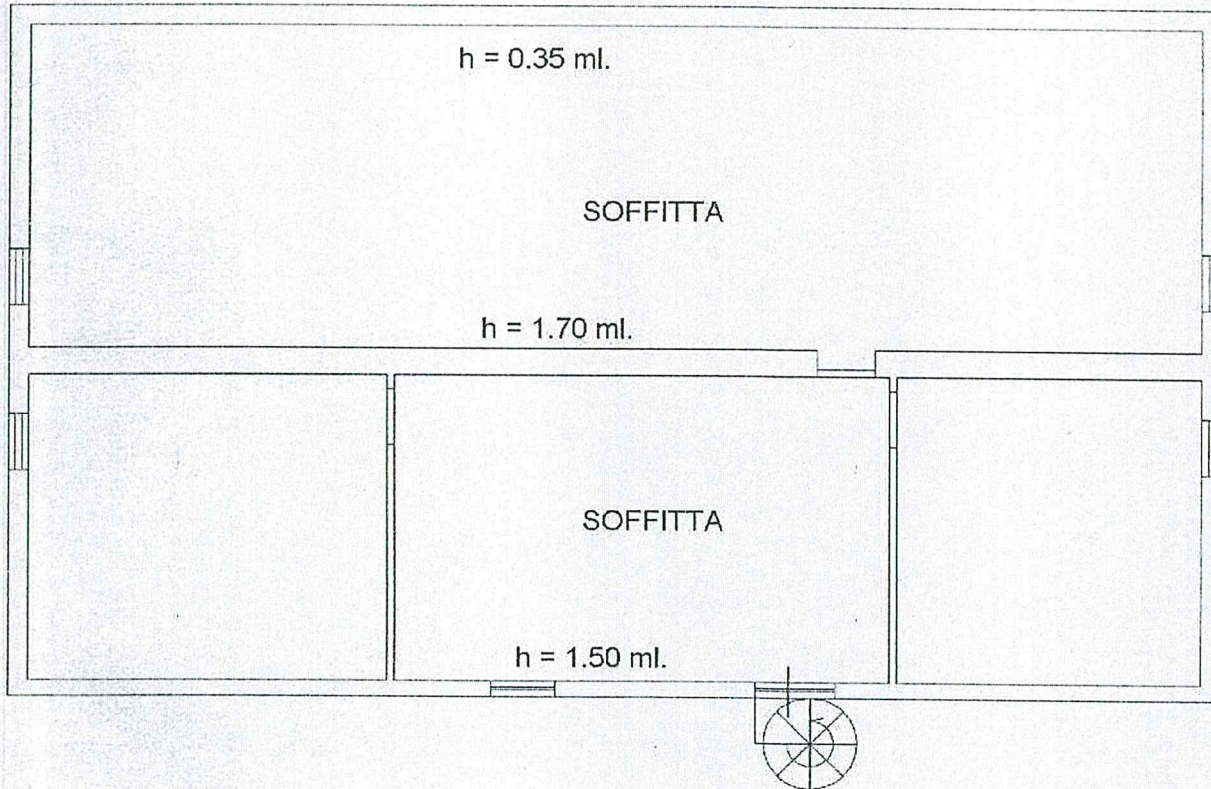 h = 0.35 ml.
SOFFITTA
h = 1.70 ml.
SOFFITTA
h = 1.50 ml.